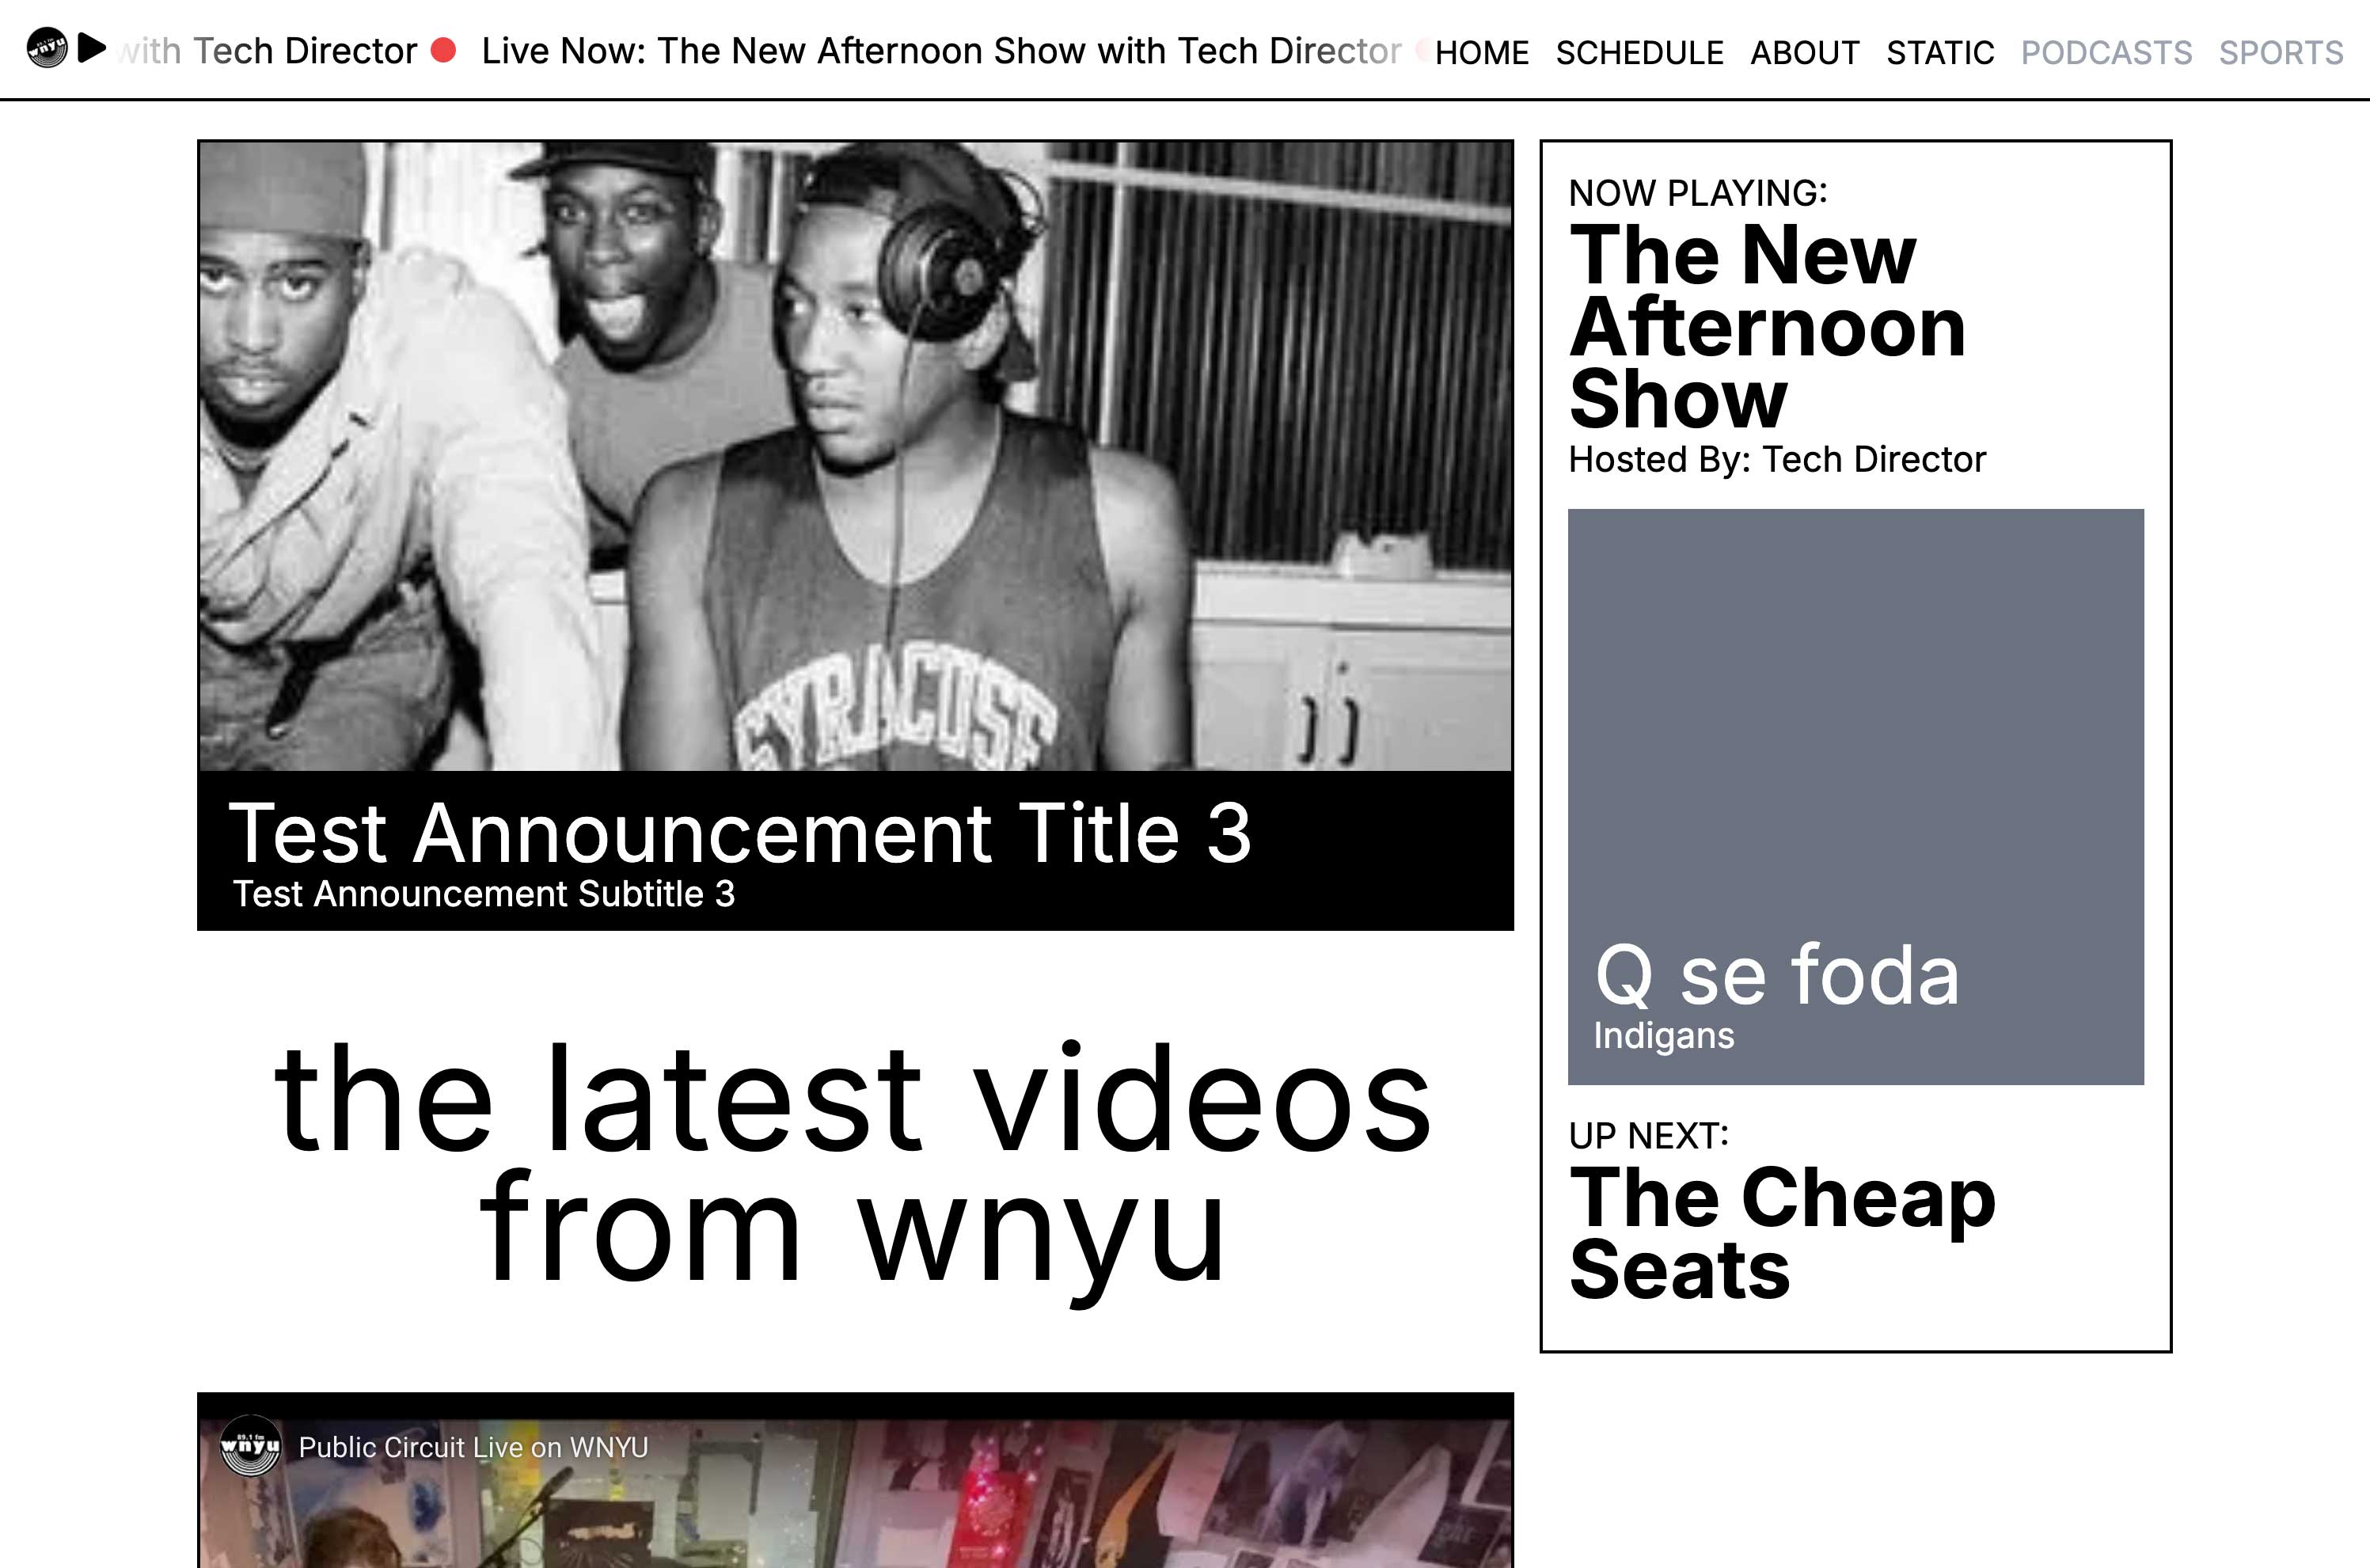 wnyu
with Tech Director
Live Now: The New Afternoon Show with Tech Director
HOME SCHEDULE ABOUT STATIC PODCASTS SPORTS
SYRACUSE
Test Announcement Title 3
Test Announcement Subtitle 3
the latest videos
from wnyu
89.1 fm
wnyu
Public Circuit Live on WNYU
NOW PLAYING:
The New
Afternoon
Show
Hosted By: Tech Director
Q se foda
Indigans
UP NEXT:
The Cheap
Seats